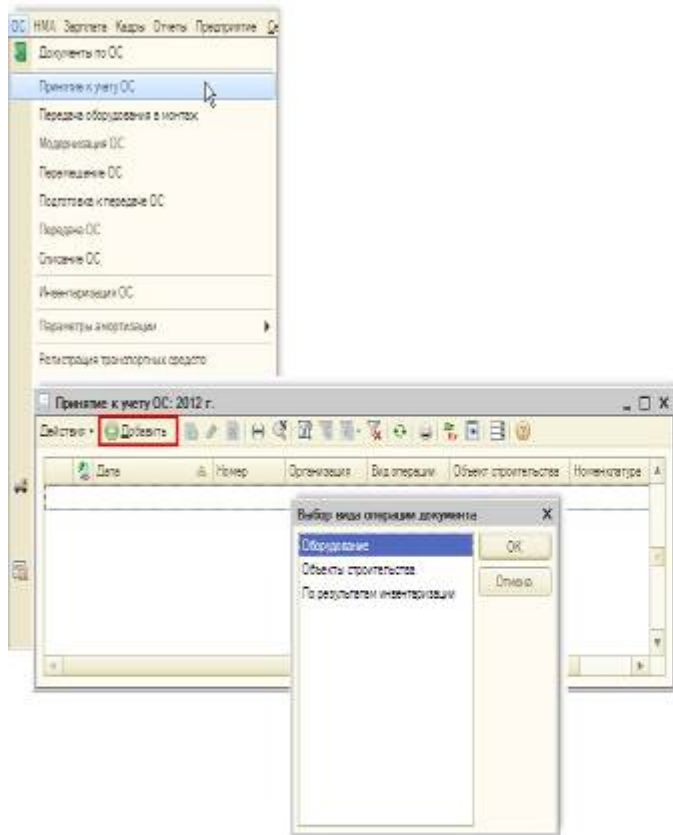 ОС НМА Зарплата Кадры Отчеты Предприятие
Документы по ОС
Принятие к учету ОС
Передача оборудования в монтаж
Модернизация ОС
Перемещение ОС
Подготовка к передаче ОС
Передача ОС
Списание ОС
Инвентаризация ОС
Параметры амортизации
Регистрация транспортных средств
Принятие к учету ОС: 2012 г.
Действия Добавить
Дата Номер Организация Вид операции Объект строительства Номенклатура
Выбор вида операции документа
Оборудование
ОК
Объекты строительства
Отмена
По результатам инвентаризации